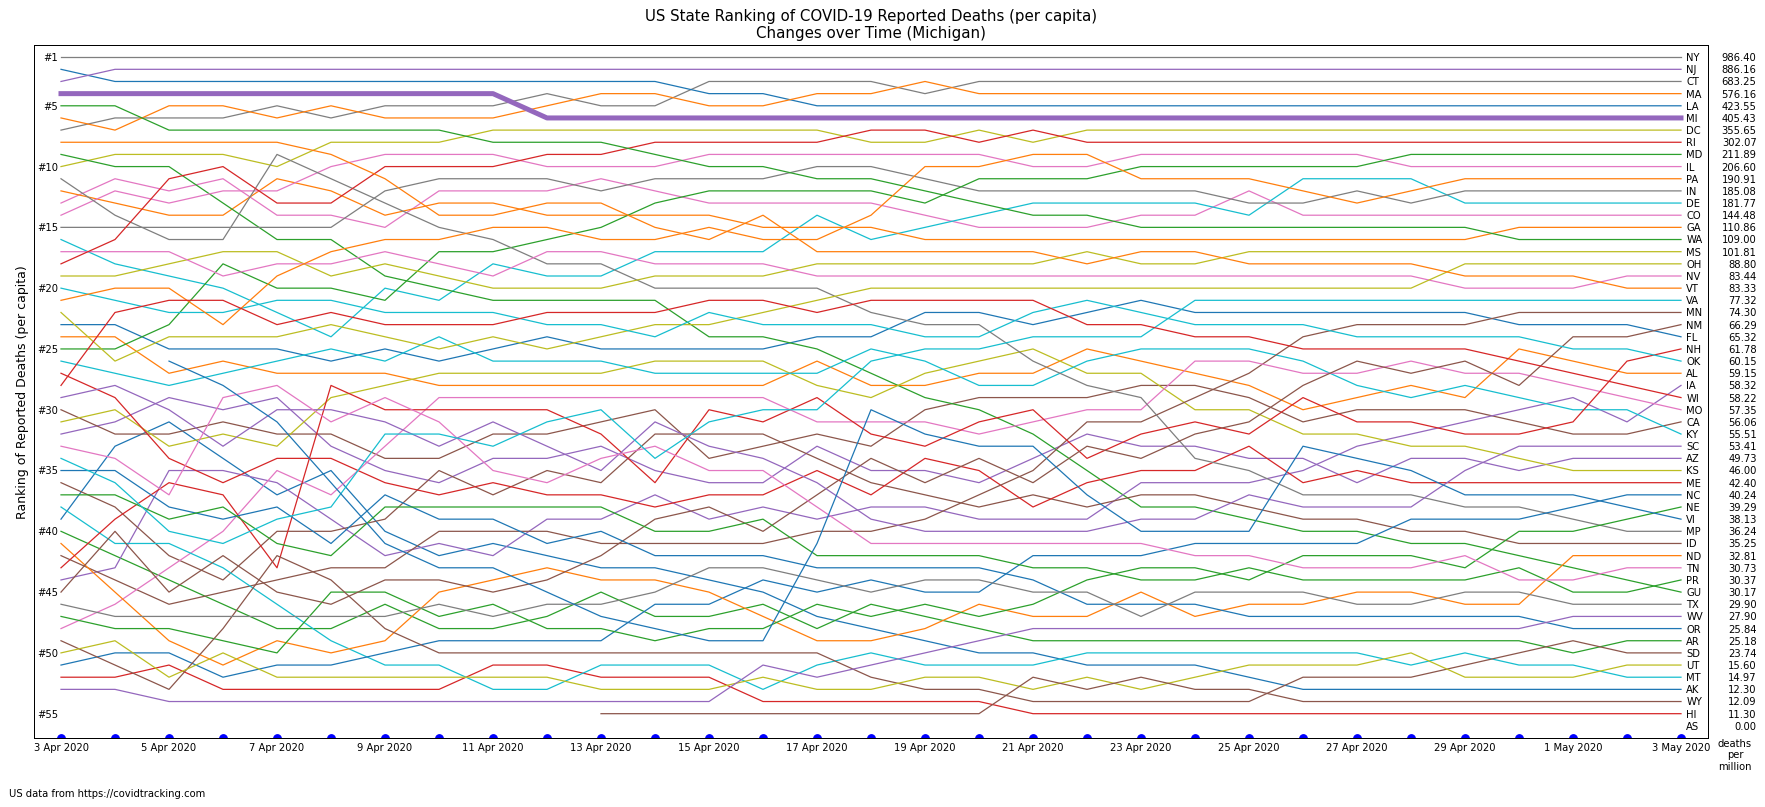 US State Ranking of COVID-19 Reported Deaths (per capita)
Changes over Time (Michigan)
Ranking of Reported Deaths (per capita)
#1
#5
#10
#15
#20
#25
#30
#35
#40
#45
#50
#55
NY 986.40
NJ 886.16
CT 683.25
MA 576.16
LA 423.55
MI 405.43
DC 355.65
RI 302.07
MD 211.89
IL 206.60
PA 190.91
IN 185.08
DE 181.77
CO 144.48
GA 110.86
WA 109.00
MS 101.81
OH 88.80
NV 83.44
VT 83.33
VA 77.32
MN 74.30
NM 66.29
FL 65.32
NH 61.78
OK 60.15
AL 59.15
IA 58.32
WI 58.22
MO 57.35
CA 56.06
KY 55.51
SC 53.41
AZ 49.73
KS 46.00
ME 42.40
NC 40.24
NE 39.29
VI 38.13
MP 36.24
ID 35.25
ND 32.81
TN 30.73
PR 30.37
GU 30.17
TX 29.90
WV 27.90
OR 25.84
AR 25.18
SD 23.74
UT 15.60
MT 14.97
AK 12.30
WY 12.09
HI 11.30
AS 0.00
3 Apr 2020 5 Apr 2020 7 Apr 2020 9 Apr 2020 11 Apr 2020 13 Apr 2020 15 Apr 2020 17 Apr 2020 19 Apr 2020 21 Apr 2020 23 Apr 2020 25 Apr 2020 27 Apr 2020 29 Apr 2020 1 May 2020 3 May 2020
deaths
per
million
US data from https://covidtracking.com